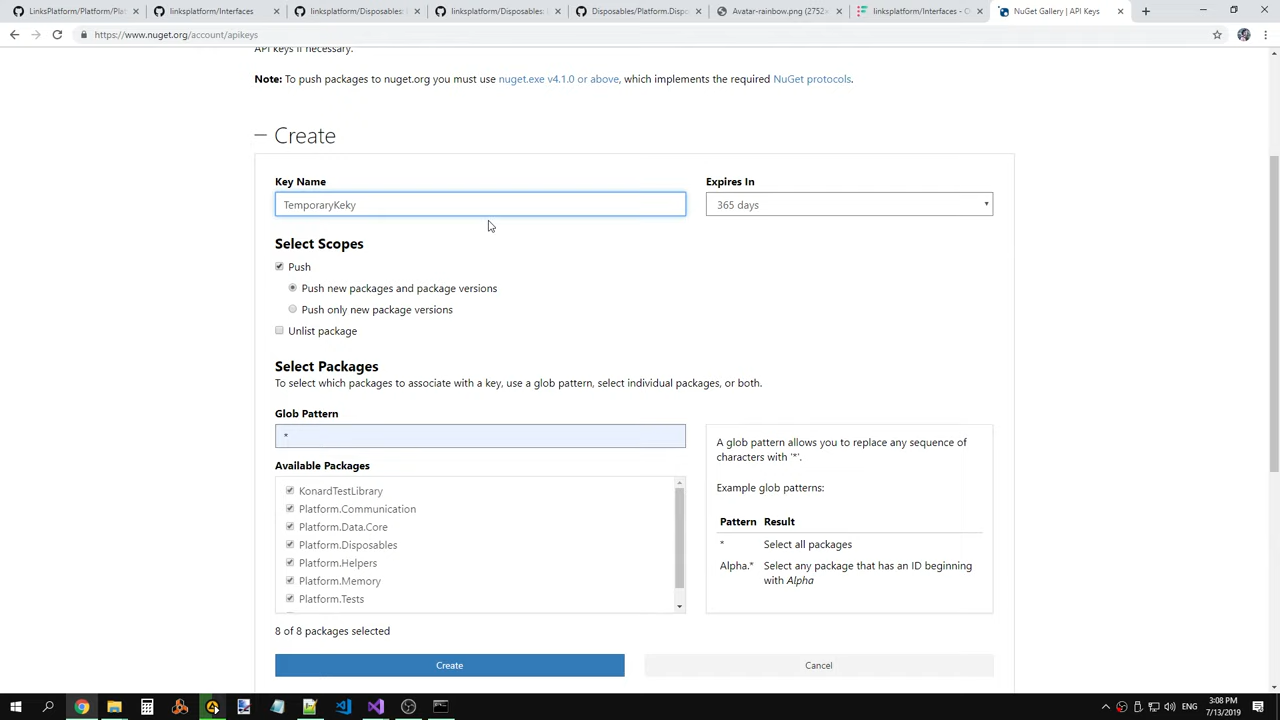 LinksPlatform/Platform/Plat
linksplatform/Interfaces
linksplatform/Disposables:
linksplatform/Disposables:
Disposables/Platform.Dispo
Avatar-rainbow.png (2752×
linksplatform/Interfaces - C
NuGet Gallery | API Keys
https://www.nuget.org/account/apikeys
API keys if necessary.
Note: To push packages to nuget.org you must use nuget.exe v4.1.0 or above, which implements the required NuGet protocols.
Create
Key Name
Expires In
TemporaryKeky
365 days
Select Scopes
Push
Push new packages and package versions
Push only new package versions
Unlist package
Select Packages
To select which packages to associate with a key, use a glob pattern, select individual packages, or both.
Glob Pattern
*
Available Packages
KonardTestLibrary
Platform.Communication
Platform.Data.Core
Platform.Disposables
Platform.Helpers
Platform.Memory
Platform.Tests
A glob pattern allows you to replace any sequence of
characters with '*'.
Example glob patterns:
Pattern Result
* Select all packages
Alpha.* Select any package that has an ID beginning
with Alpha
8 of 8 packages selected
Create
Cancel
ENG
3:08 PM
7/13/2019